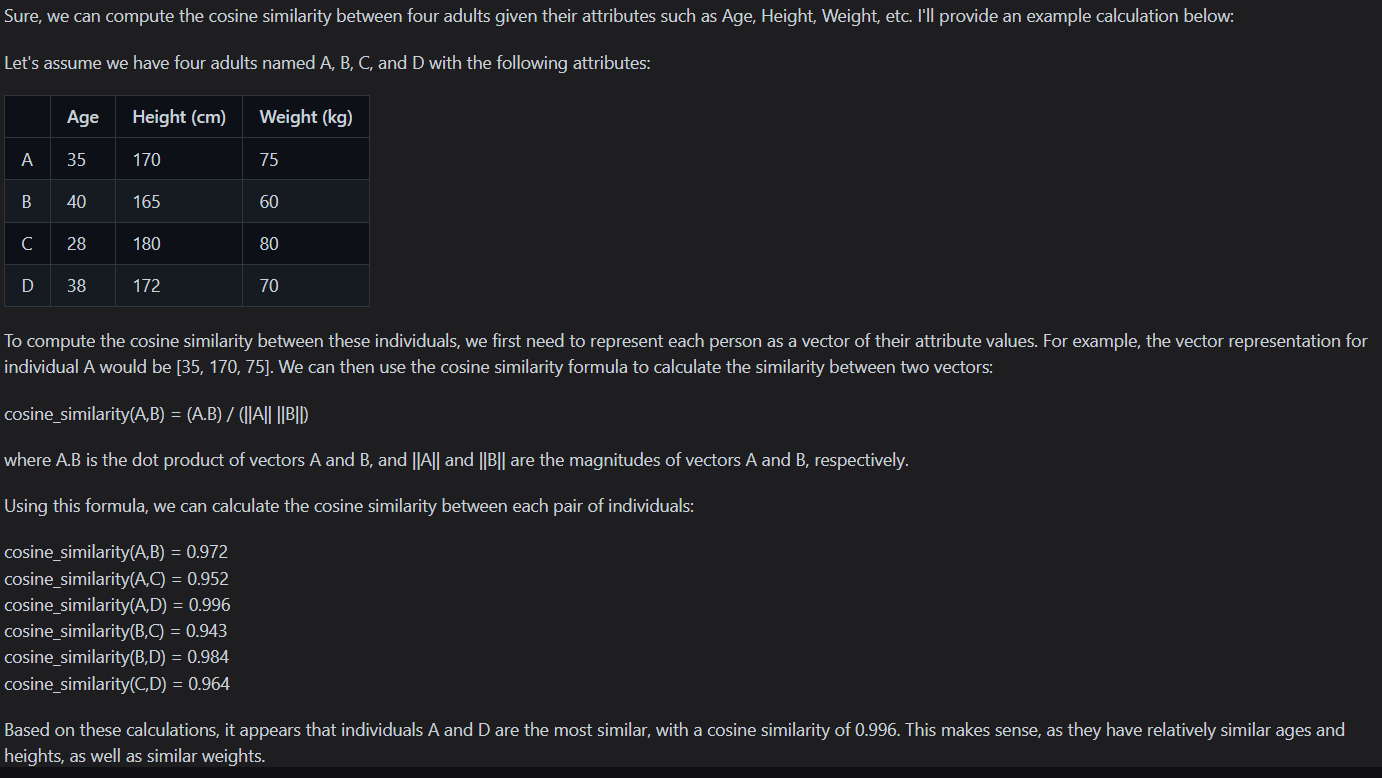 Sure, we can compute the cosine similarity between four adults given their attributes such as Age, Height, Weight, etc. I'll provide an example calculation below:
Let's assume we have four adults named A, B, C, and D with the following attributes:
Age Height (cm) Weight (kg)
A 35 170 75
B 40 165 60
C 28 180 80
D 38 172 70
To compute the cosine similarity between these individuals, we first need to represent each person as a vector of their attribute values. For example, the vector representation for
individual A would be [35, 170, 75]. We can then use the cosine similarity formula to calculate the similarity between two vectors:
cosine_similarity(A,B) = (A.B) / (||A|| ||B||)
where A.B is the dot product of vectors A and B, and ||A|| and ||B|| are the magnitudes of vectors A and B, respectively.
Using this formula, we can calculate the cosine similarity between each pair of individuals:
cosine_similarity(A,B) = 0.972
cosine_similarity(A,C) = 0.952
cosine_similarity(A,D) = 0.996
cosine_similarity(B,C) = 0.943
cosine_similarity(B,D) = 0.984
cosine_similarity(C,D) = 0.964
Based on these calculations, it appears that individuals A and D are the most similar, with a cosine similarity of 0.996. This makes sense, as they have relatively similar ages and
heights, as well as similar weights.